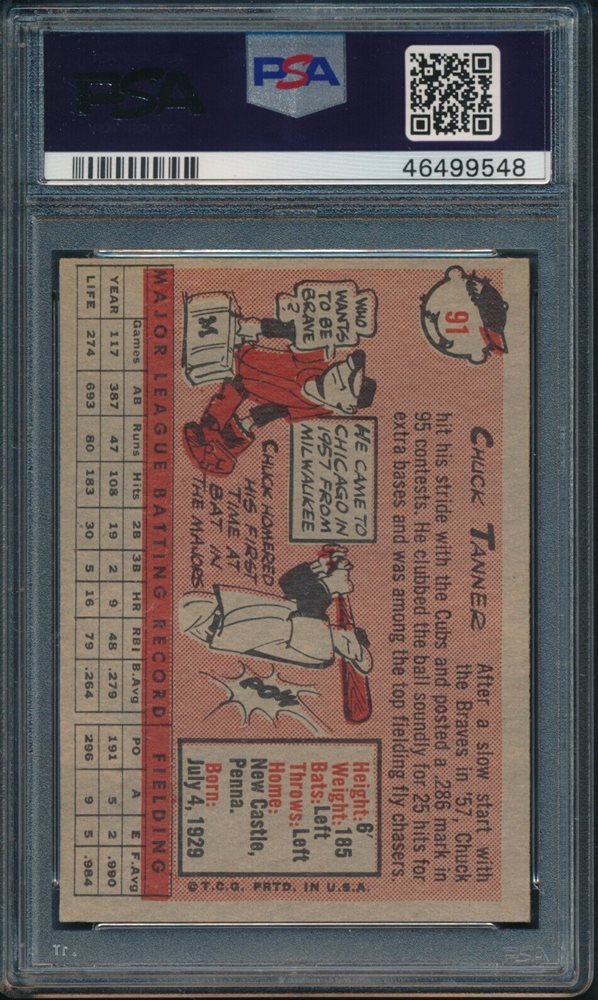 PSA
PSA
46499548
91
CHUCK TANNER
After a slow start with
the Braves in '57, Chuck
hit his stride with the Cubs and posted a .286 mark in
95 contests. He clubbed the ball soundly for 25 hits for
extra bases and was among the top fielding fly chasers.
WHO
WANTS
TO BE
BRAVE
?
M
HE CAME TO
CHICAGO IN
1957 FROM
MILWAUKEE
CHUCK HOMERED
HIS FIRST
TIME AT
BAT IN
THE MAJORS
POW
Height: 6'
Weight: 185
Bats: Left
Throws: Left
Home:
New Castle,
Penna.
Born:
July 4, 1929
©T.C.G. PRTD. IN U.S.A.
MAJOR LEAGUE BATTING RECORD FIELDING
Games AB Runs Hits 2B 3B HR RBI B.Avg PO A E F.Avg
YEAR 117 387 47 108 19 2 9 48 .279 191 5 2 .990
LIFE 274 693 80 183 30 5 16 79 .264 296 9 5 .984
PSA